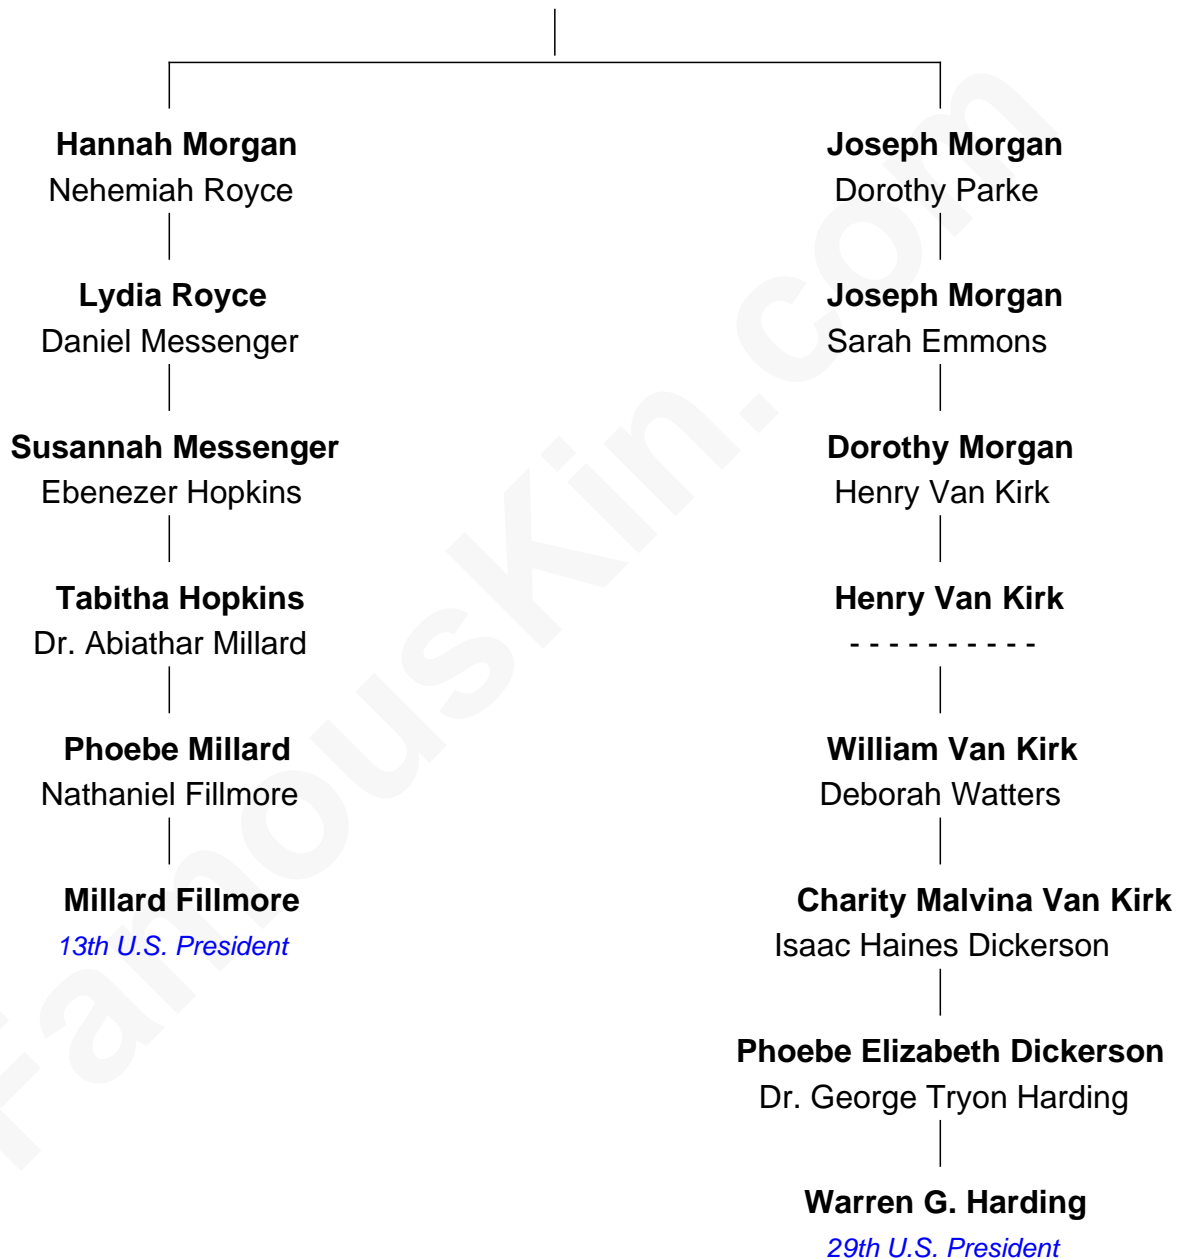 Hannah Morgan
Nehemiah Royce
Lydia Royce
Daniel Messenger
Susannah Messenger
Ebenezer Hopkins
Tabitha Hopkins
Dr. Abiathar Millard
Phoebe Millard
Nathaniel Fillmore
Millard Fillmore
13th U.S. President
Joseph Morgan
Dorothy Parke
Joseph Morgan
Sarah Emmons
Dorothy Morgan
Henry Van Kirk
Henry Van Kirk
- - - - - - - - - -
William Van Kirk
Deborah Watters
Charity Malvina Van Kirk
Isaac Haines Dickerson
Phoebe Elizabeth Dickerson
Dr. George Tryon Harding
Warren G. Harding
29th U.S. President
FamousKin.com